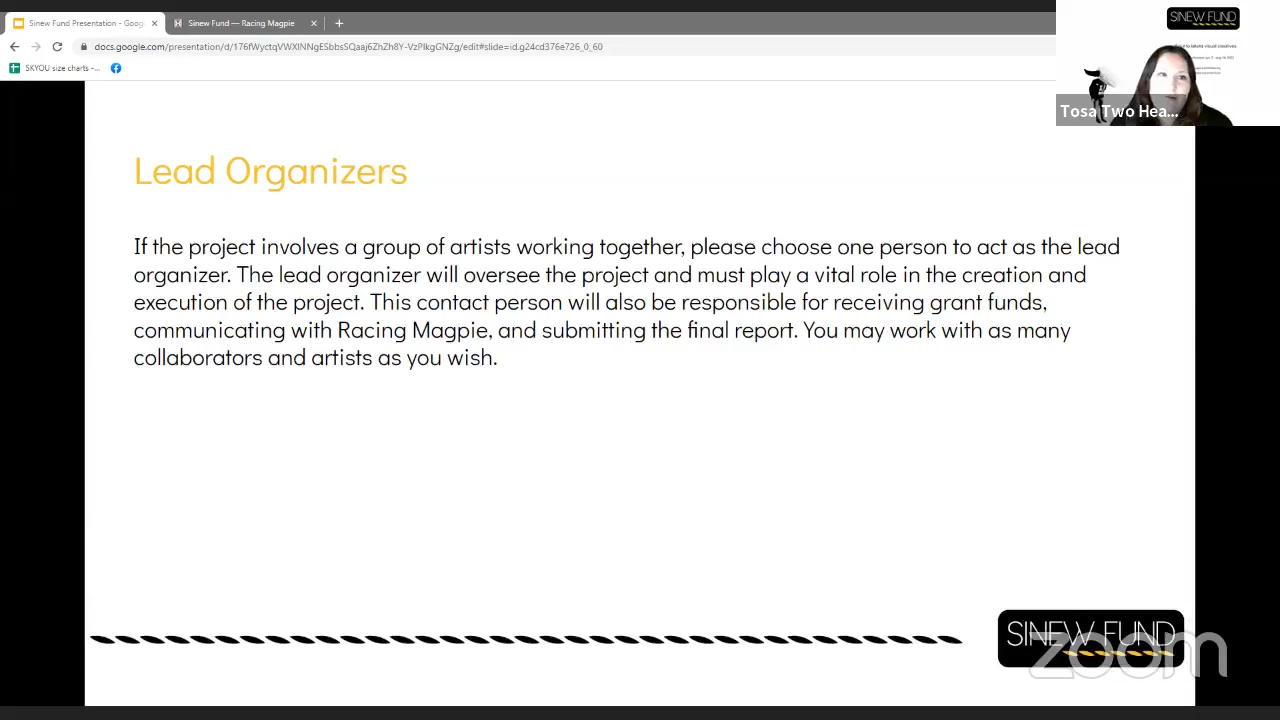 Sinew Fund Presentation - Goog
Sinew Fund — Racing Magpie
docs.google.com/presentation/d/176fWyctqVWXINNgESbbsSQaaj6ZhZh8Y-VzPIkgGNZg/edit#slide=id.g24cd376e726_0_60
SKYOU size charts -...
SINEW FUND
Tosa Two Hea...
Lead Organizers
If the project involves a group of artists working together, please choose one person to act as the lead
organizer. The lead organizer will oversee the project and must play a vital role in the creation and
execution of the project. This contact person will also be responsible for receiving grant funds,
communicating with Racing Magpie, and submitting the final report. You may work with as many
collaborators and artists as you wish.
SINEW FUND
zoom